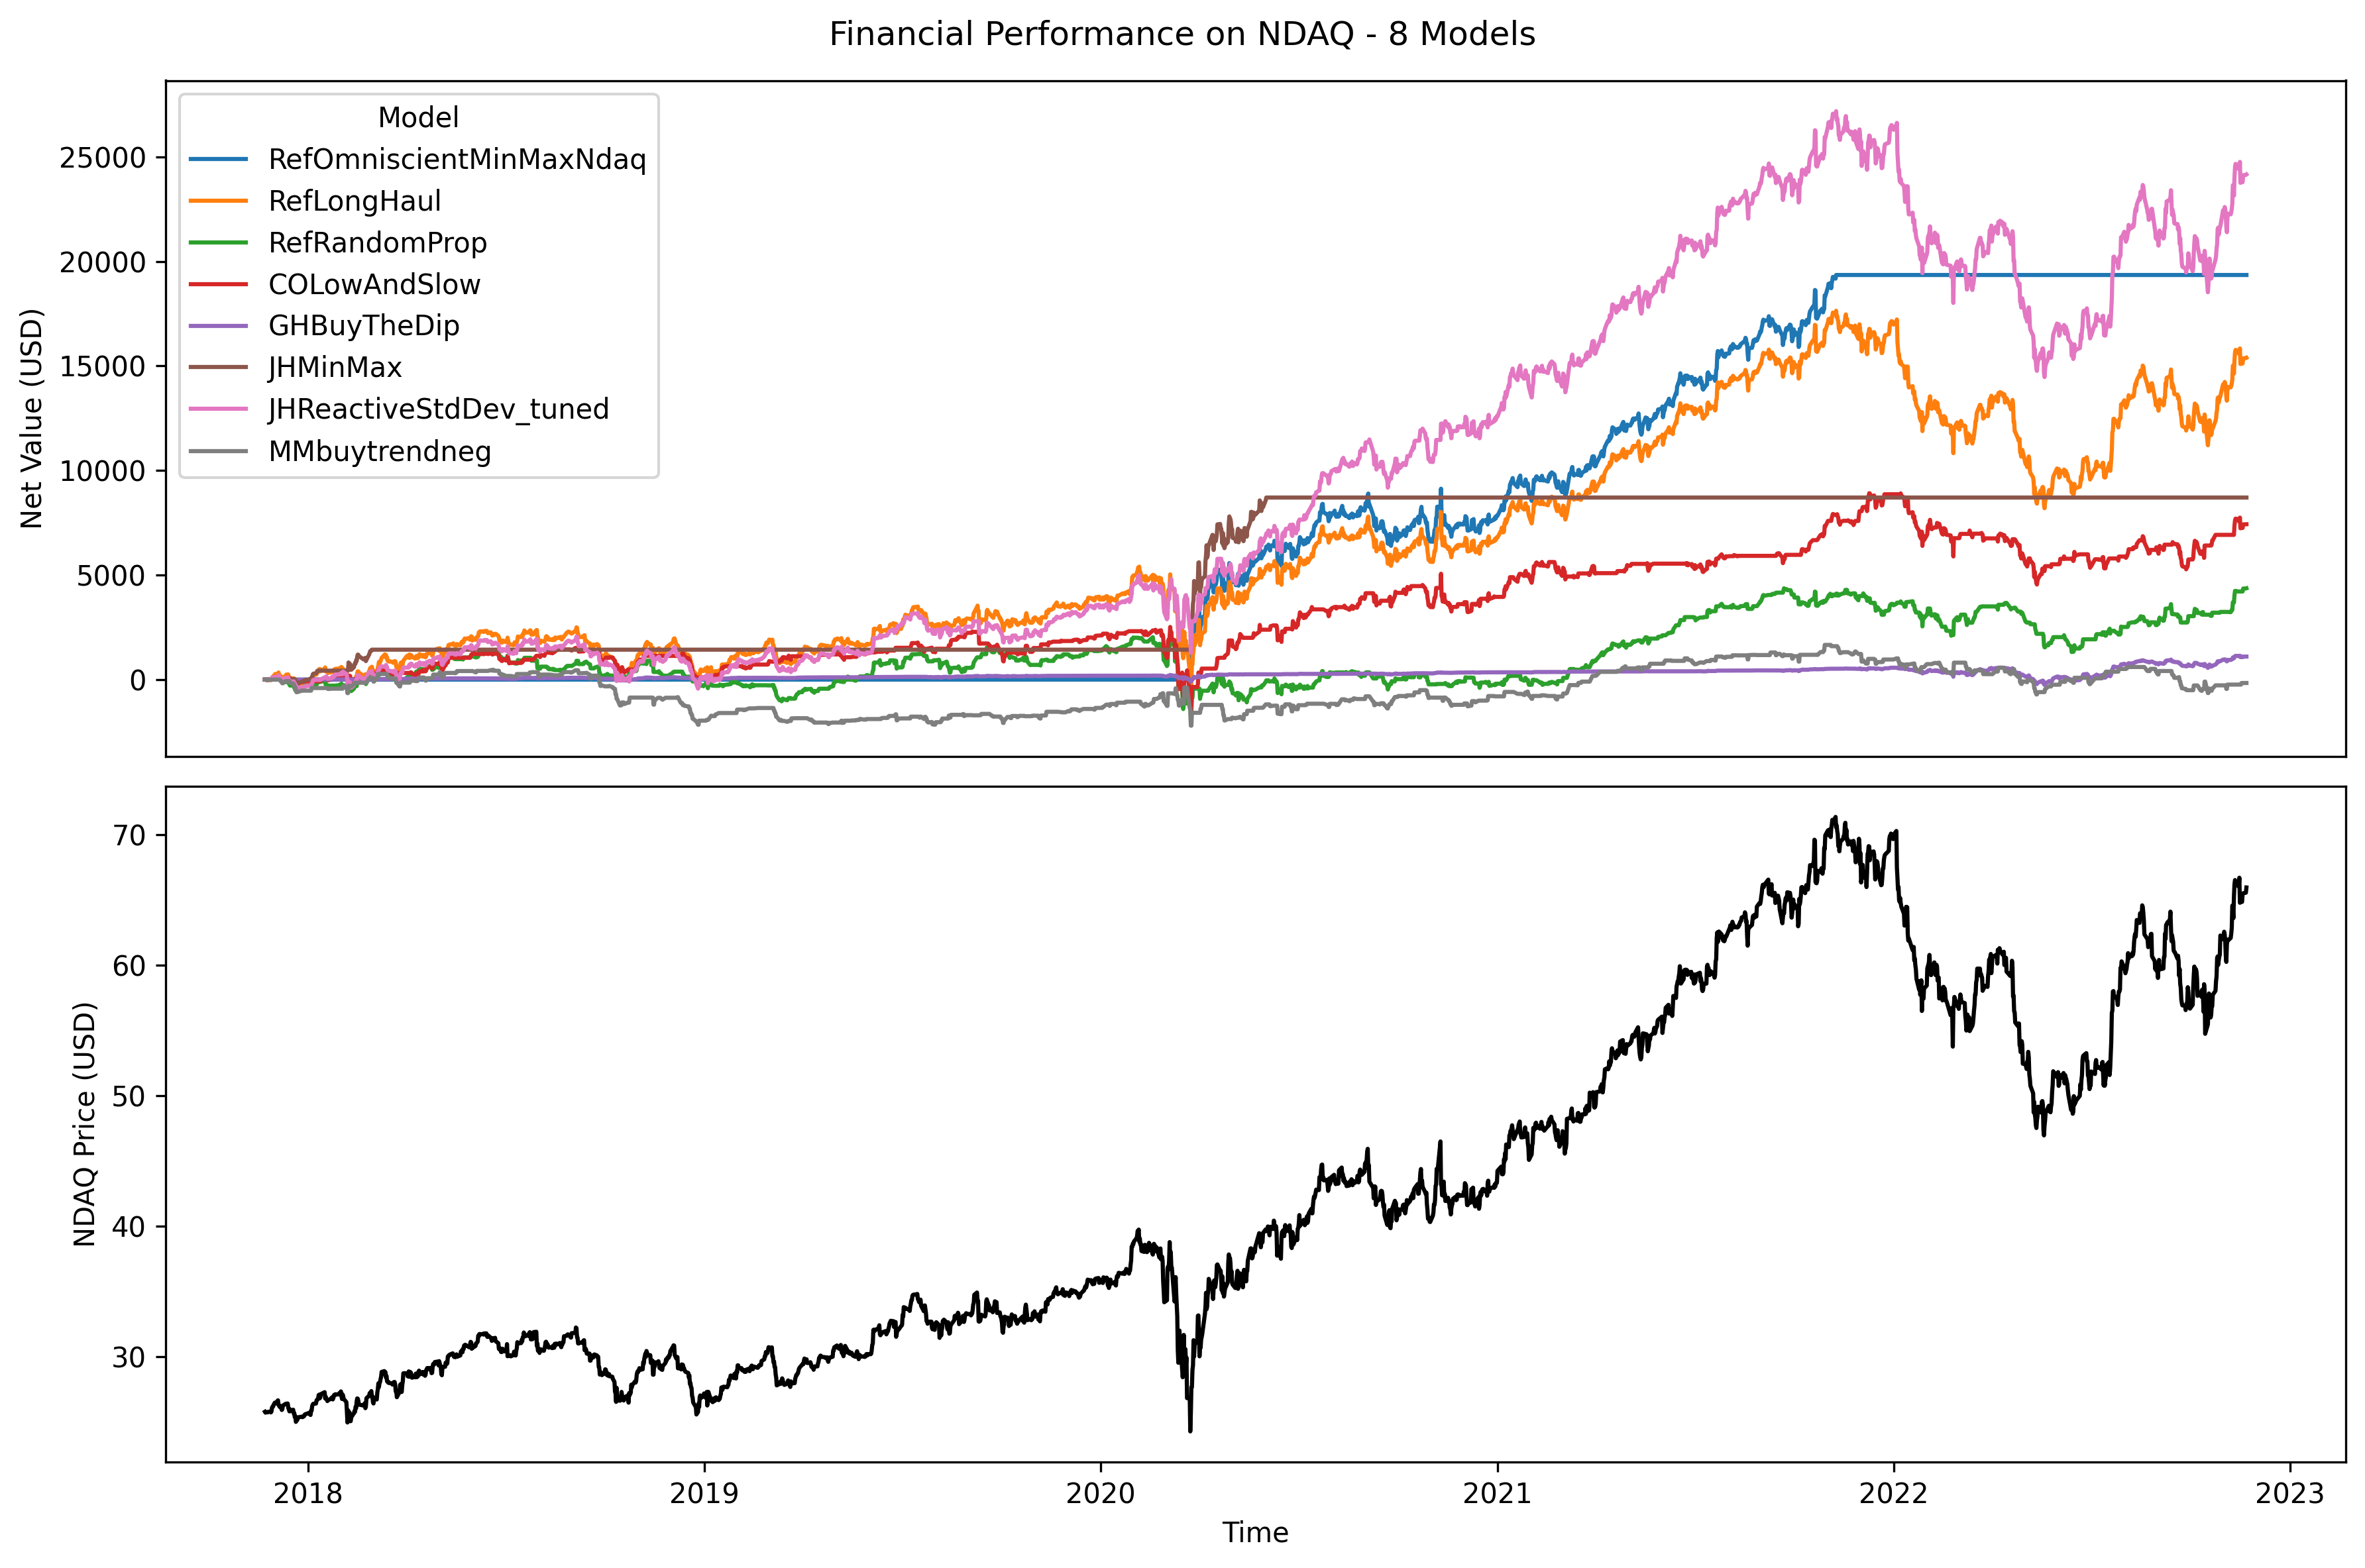 Financial Performance on NDAQ - 8 Models
Model
RefOmniscientMinMaxNdaq
RefLongHaul
RefRandomProp
COLowAndSlow
GHBuyTheDip
JHMinMax
JHReactiveStdDev_tuned
MMbuytrendneg
Net Value (USD)
25000
20000
15000
10000
5000
0
NDAQ Price (USD)
70
60
50
40
30
2018 2019 2020 2021 2022 2023
Time